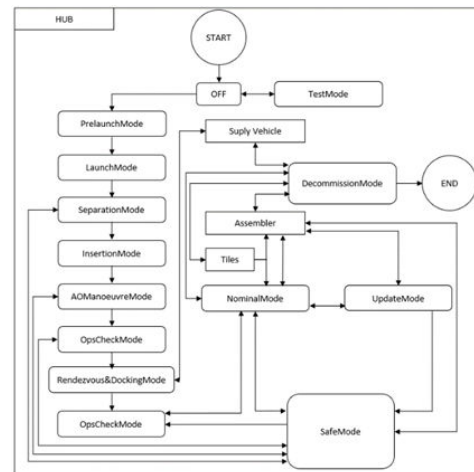 HUB
START
OFF
TestMode
PrelaunchMode
Suply Vehicle
LaunchMode
DecommissionMode
END
SeparationMode
Assembler
InsertionMode
Tiles
AOManoeuvreMode
NominalMode
UpdateMode
OpsCheckMode
Rendezvous&DockingMode
OpsCheckMode
SafeMode